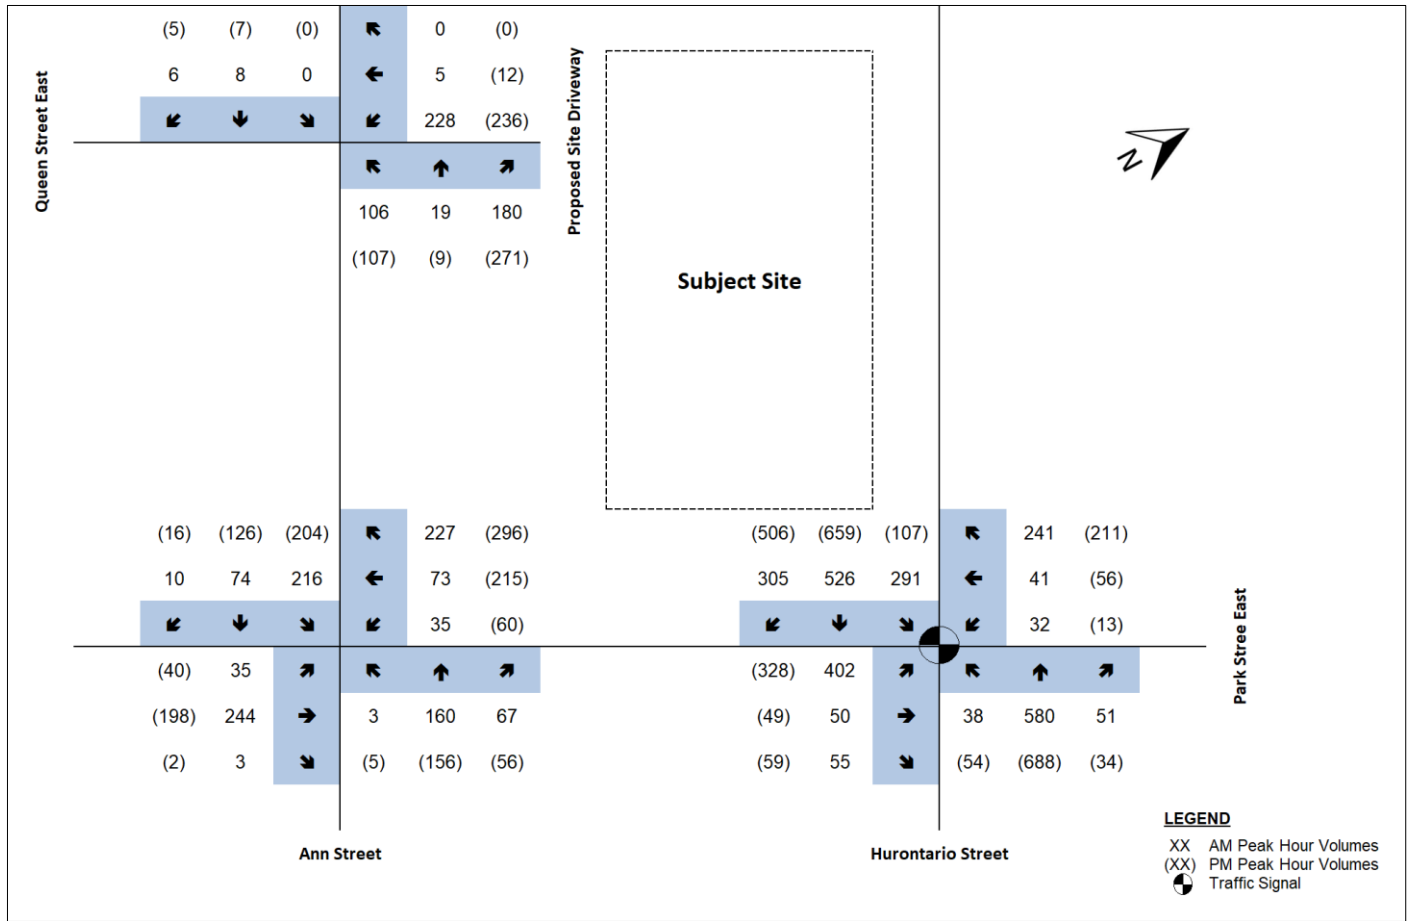 (5) (7) (0) 0 (0)
6 8 0 5 (12)
228 (236)
Queen Street East
Proposed Site Driveway
106 19 180
(107) (9) (271)
N
Subject Site
(16) (126) (204) 227 (296)
10 74 216 73 (215)
35 (60)
(40) 35
(198) 244 3 160 67
(2) 3 (5) (156) (56)
(506) (659) (107) 241 (211)
305 526 291 41 (56)
32 (13)
(328) 402
(49) 50 38 580 51
(59) 55 (54) (688) (34)
Park Stree East
Ann Street
Hurontario Street
LEGEND
XX AM Peak Hour Volumes
(XX) PM Peak Hour Volumes
Traffic Signal